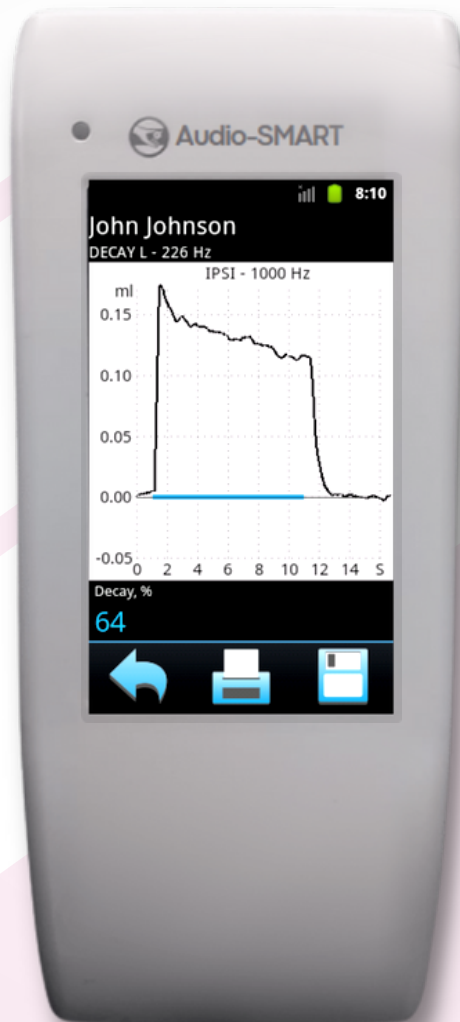 Audio-SMART
8:10
John Johnson
DECAY L - 226 Hz
IPSI - 1000 Hz
ml
0.15
0.10
0.05
0.00
-0.05
0 2 4 6 8 10 12 14 S
Decay, %
64